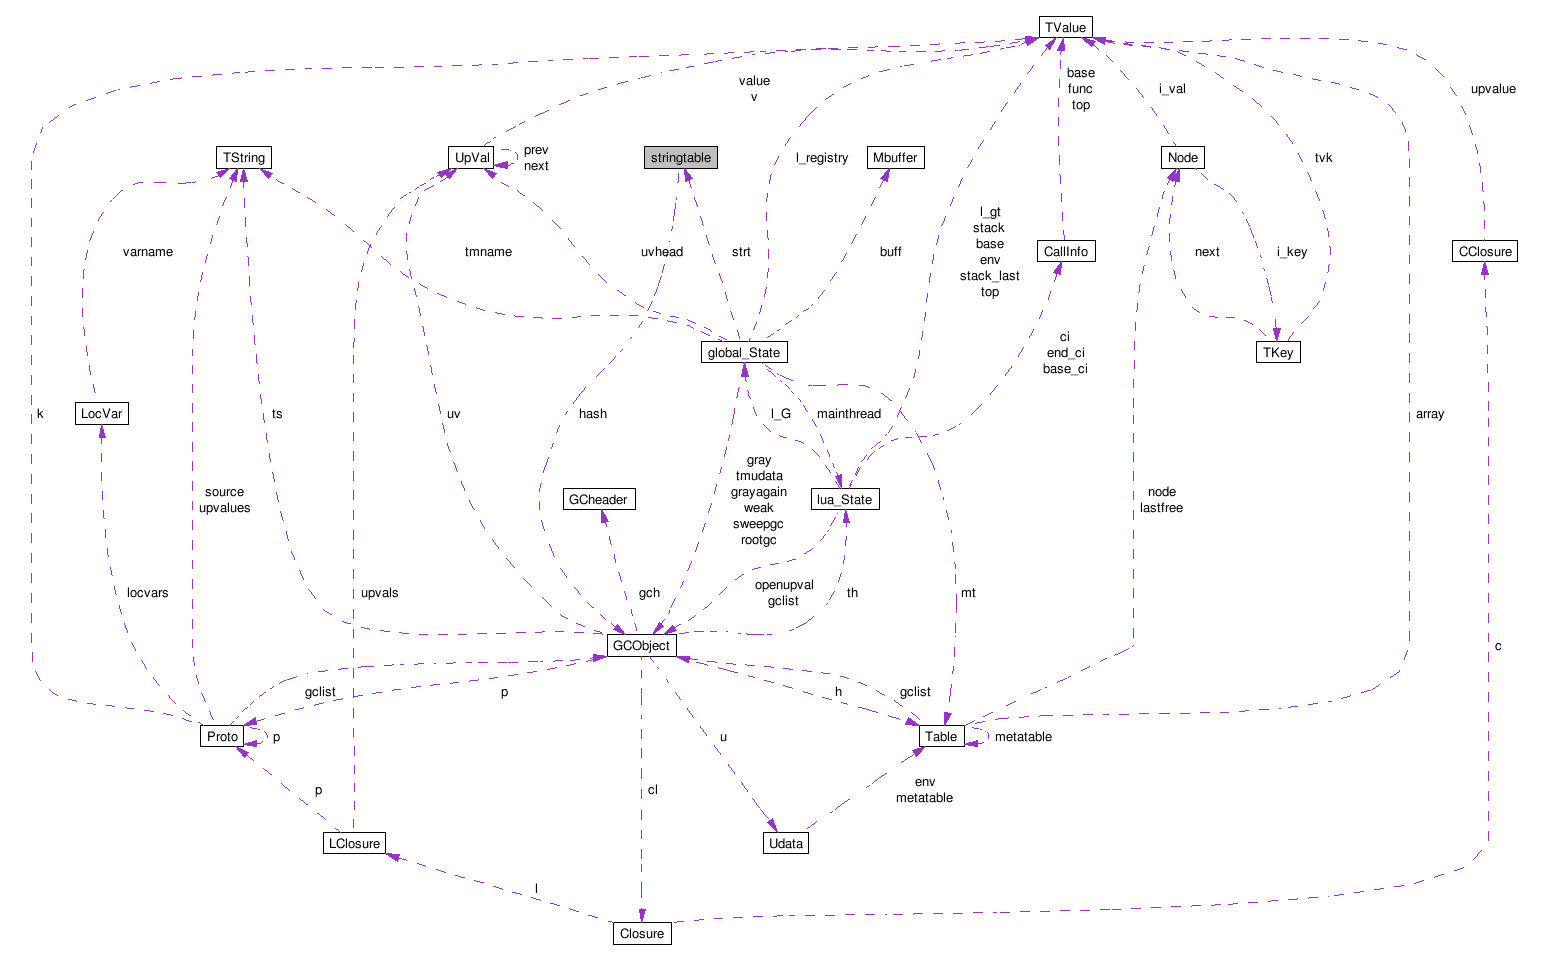 TValue
value
v
base
func
top
i_val
upvalue
TString
UpVal
prev
next
stringtable
l_registry
Mbuffer
Node
tvk
varname
tmname
uvhead
strt
buff
l_gt
stack
base
env
stack_last
top
CallInfo
next
i_key
CClosure
global_State
ci
end_ci
base_ci
TKey
k
LocVar
ts
uv
hash
l_G
mainthread
array
gray
tmudata
grayagain
weak
sweepgc
rootgc
source
upvalues
GCheader
lua_State
node
lastfree
locvars
upvals
gch
openupval
gclist
th
mt
GCObject
c
gclist
p
h
gclist
Proto
p
u
Table
metatable
p
cl
env
metatable
LClosure
Udata
l
Closure